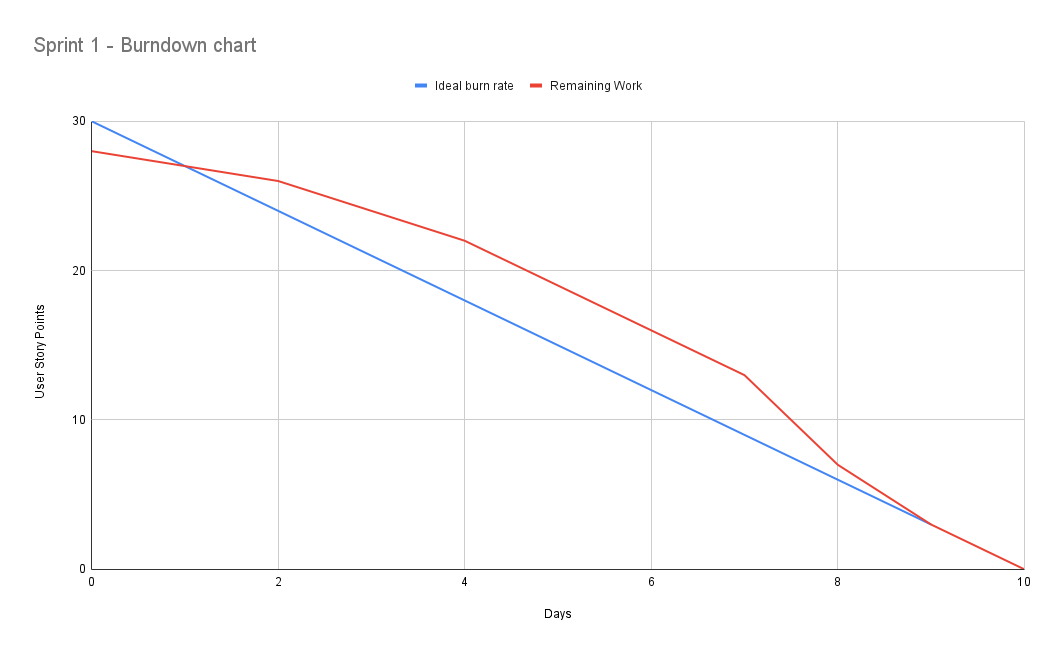 Sprint 1 - Burndown chart
Ideal burn rate Remaining Work
30
20
10
0
User Story Points
0 2 4 6 8 10
Days